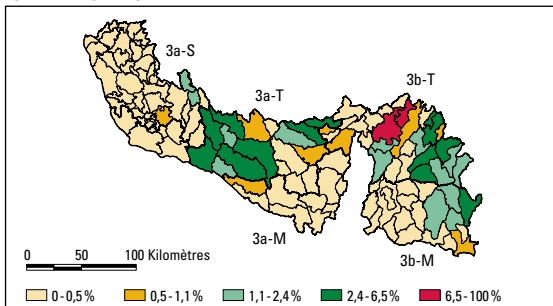 3a-S
3a-T
3b-T
3a-M
3b-M
0 50 100 Kilomètres
0-0,5% 0,5-1,1% 1,1-2,4% 2,4-6,5% 6,5-100%